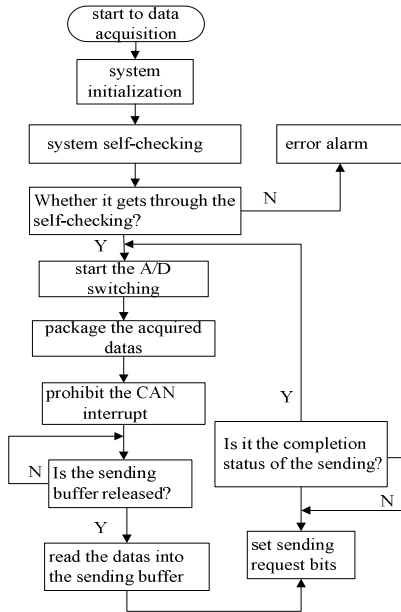 start to data
acquisition
system
initialization
system self-checking
error alarm
Whether it gets through the
self-checking?
N
Y
start the A/D
switching
package the acquired
datas
prohibit the CAN
interrupt
Y
Is it the completion
status of the sending?
N
Is the sending
buffer released?
N
Y
set sending
request bits
read the datas into
the sending buffer